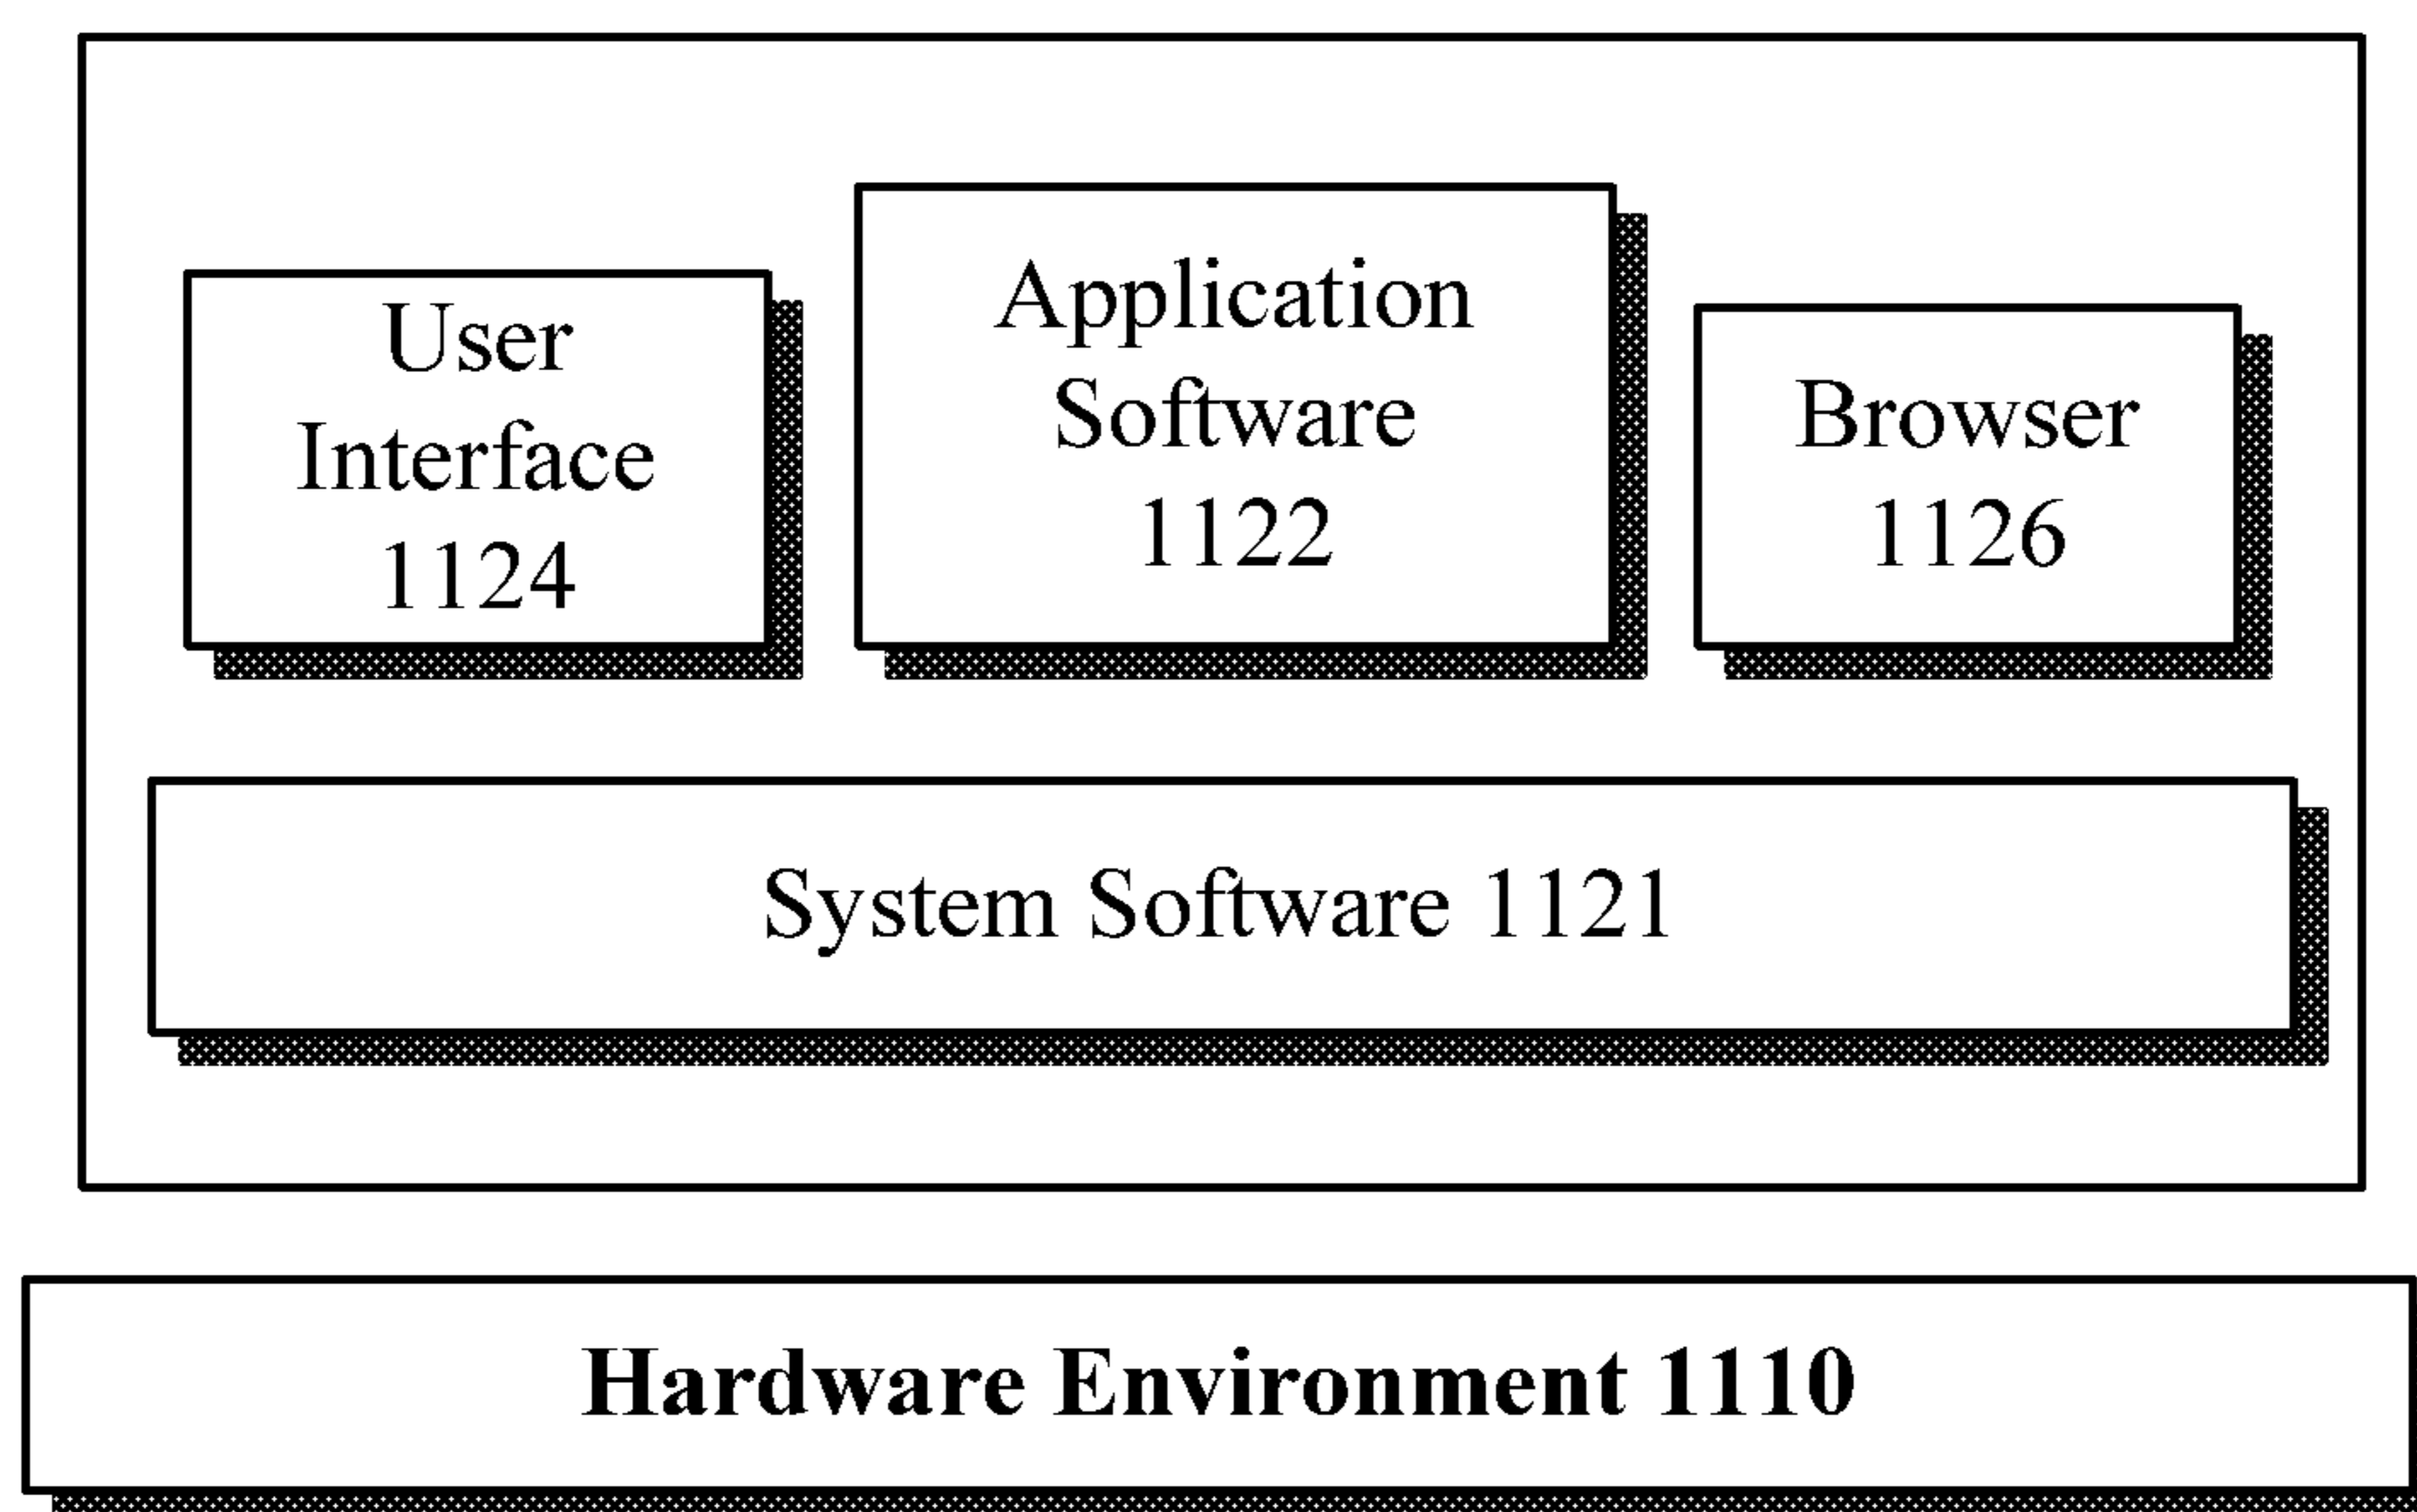 User
Interface
1124
Application
Software
1122
Browser
1126
System Software 1121
Hardware Environment 1110